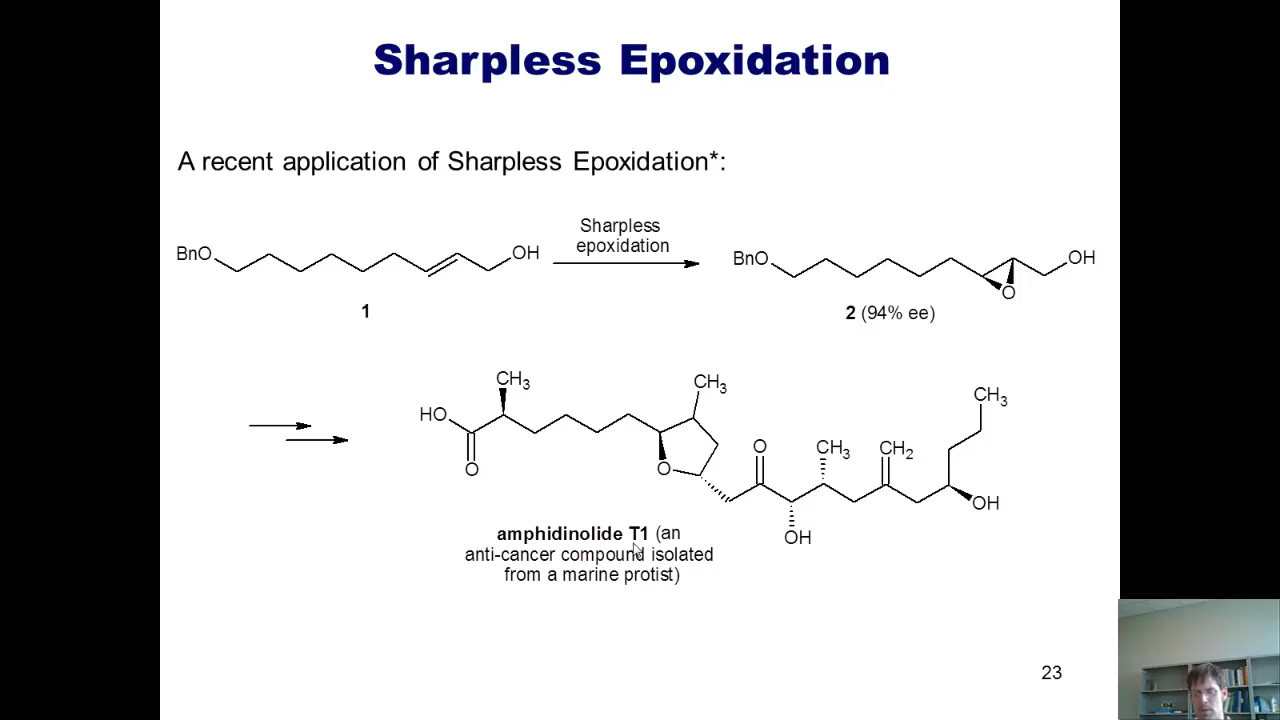 Sharpless Epoxidation
A recent application of Sharpless Epoxidation*:
Sharpless
epoxidation
BnO
OH
1
BnO
O
OH
2 (94% ee)
CH3
HO
O
CH3
O
O
CH3
CH2
CH3
OH
OH
amphidinolide T1 (an
anti-cancer compound isolated
from a marine protist)
23